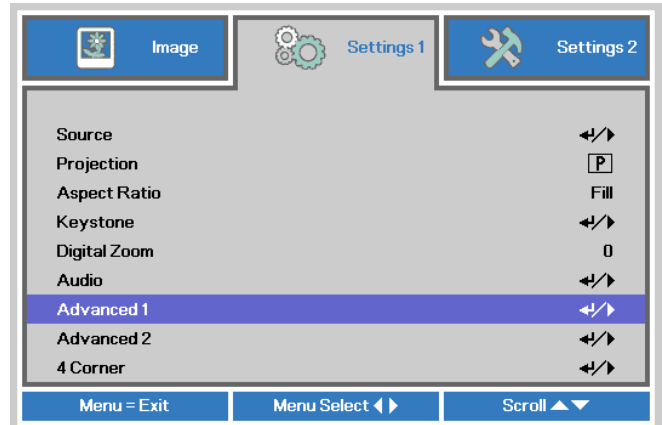 Image
Settings 1
Settings 2
Source ↵/▶
Projection P
Aspect Ratio Fill
Keystone ↵/▶
Digital Zoom 0
Audio ↵/▶
Advanced 1 ↵/▶
Advanced 2 ↵/▶
4 Corner ↵/▶
Menu = Exit
Menu Select ◀▶
Scroll ▲▼